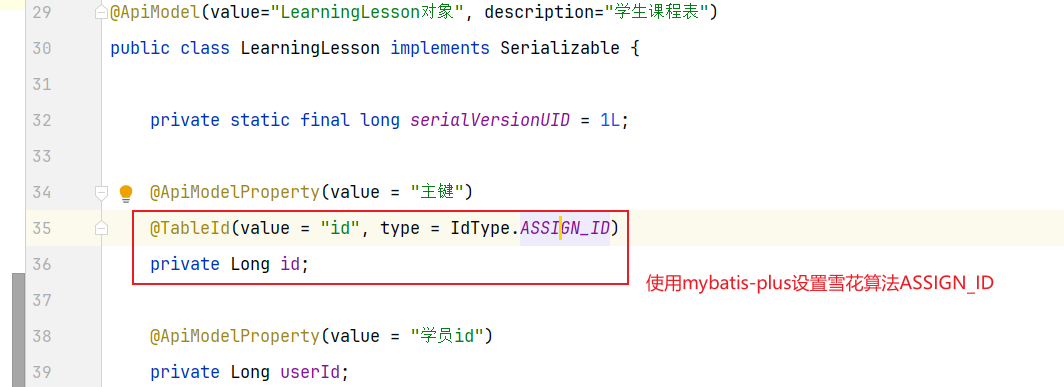 29 @ApiModel(value="LearningLesson对象", description="学生课程表")
30 public class LearningLesson implements Serializable {
31
32 private static final long serialVersionUID = 1L;
33
34 @ApiModelProperty(value = "主键")
35 @TableId(value = "id", type = IdType.ASSIGN_ID)
36 private Long id;
使用mybatis-plus设置雪花算法ASSIGN_ID
37
38 @ApiModelProperty(value = "学员id")
39 private Long userId;